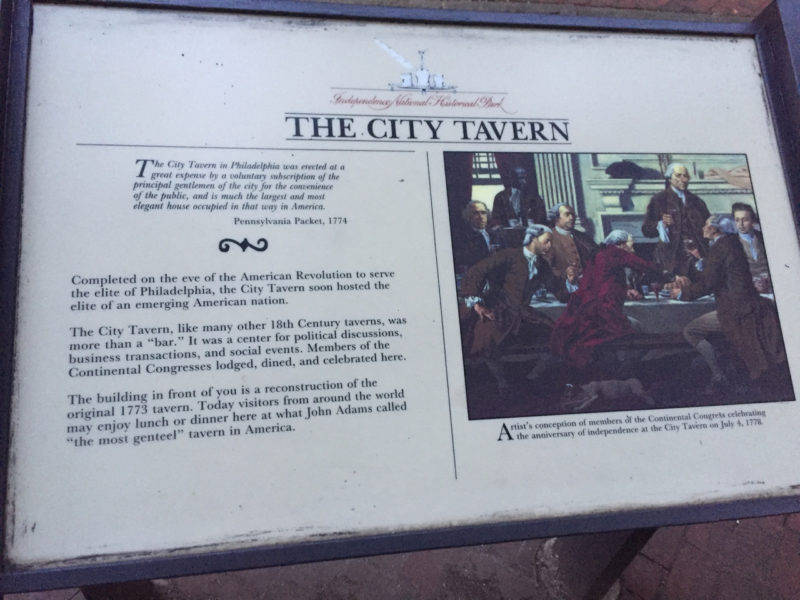 Independence National Historical Park
THE CITY TAVERN
The City Tavern in Philadelphia was erected at a
great expense by a voluntary subscription of the
principal gentlemen of the city for the convenience
of the public, and is much the largest and most
elegant house occupied in that way in America.
Pennsylvania Packet, 1774
Completed on the eve of the American Revolution to serve
the elite of Philadelphia, the City Tavern soon hosted the
elite of an emerging American nation.
The City Tavern, like many other 18th Century taverns, was
more than a “bar.” It was a center for political discussions,
business transactions, and social events. Members of the
Continental Congresses lodged, dined, and celebrated here.
The building in front of you is a reconstruction of the
original 1773 tavern. Today visitors from around the world
may enjoy lunch or dinner here at what John Adams called
“the most genteel” tavern in America.
Artist's conception of members of the Continental Congress celebrating
the anniversary of independence at the City Tavern on July 4, 1778.